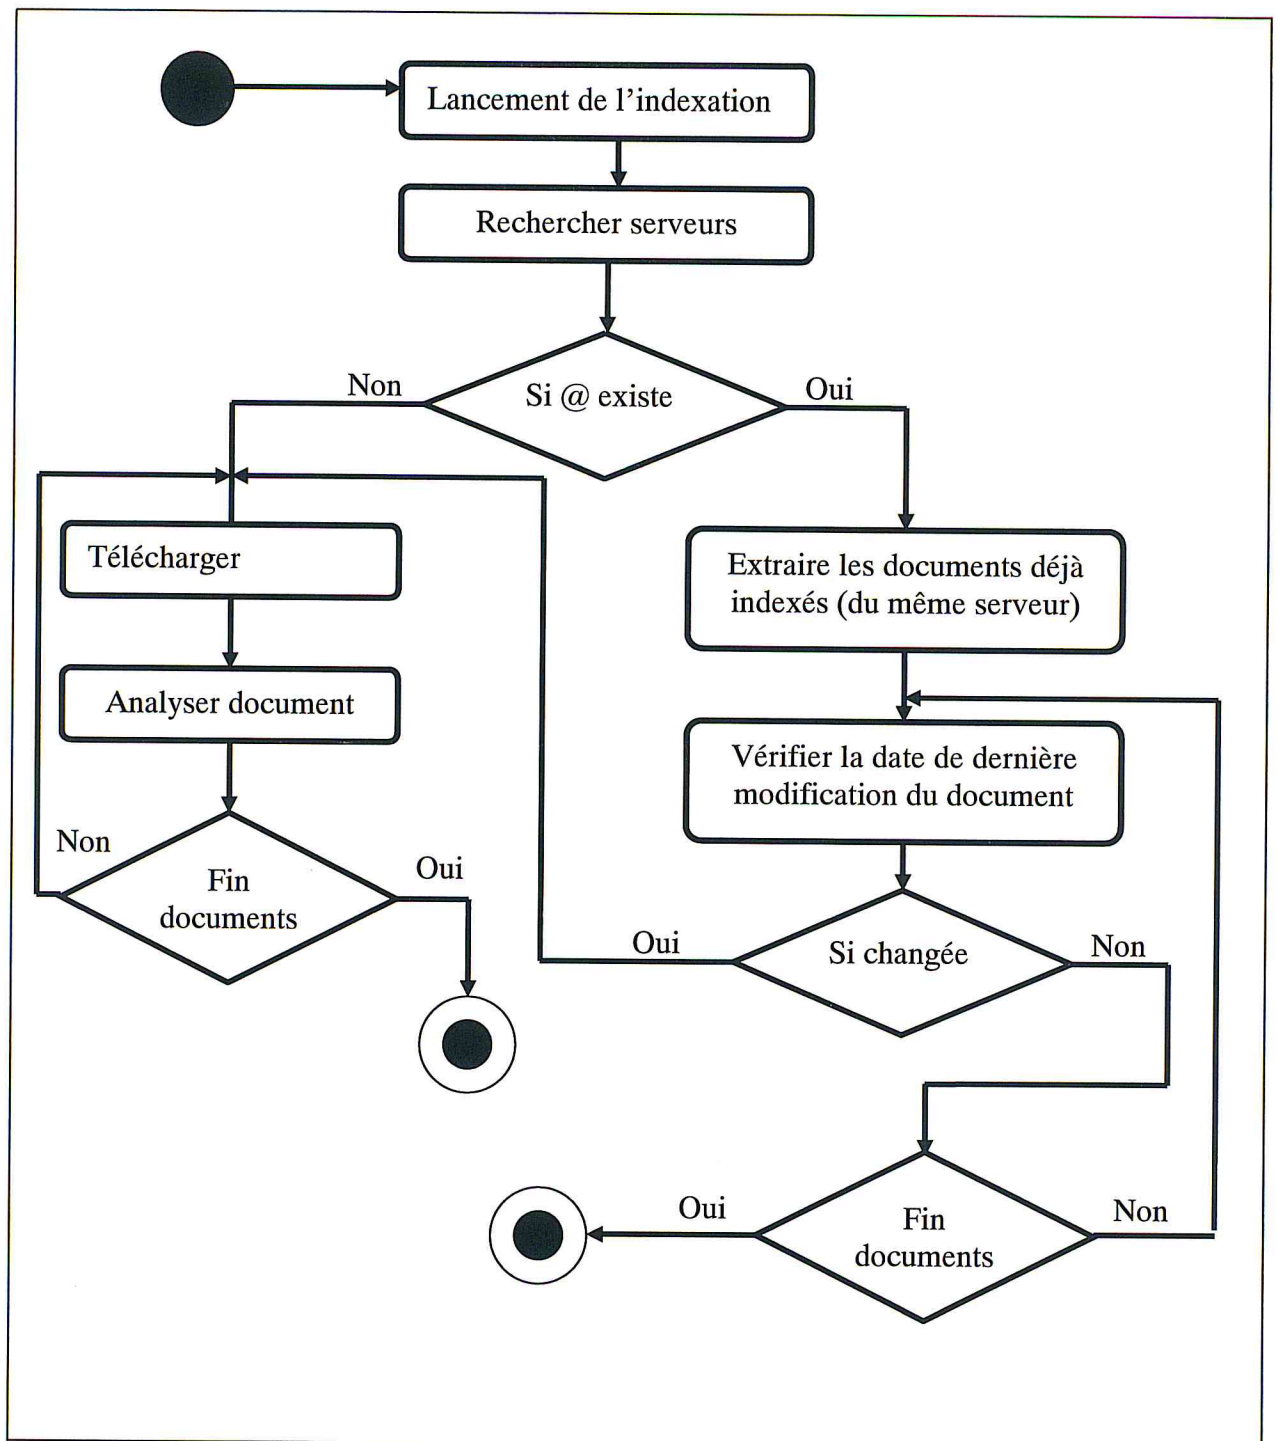 Lancement de l'indexation
Rechercher serveurs
Si @ existe
Non
Oui
Télécharger
Extraire les documents déjà
indexés (du même serveur)
Analyser document
Vérifier la date de dernière
modification du document
Non
Fin
documents
Oui
Oui
Si changée
Non
Oui
Fin
documents
Non